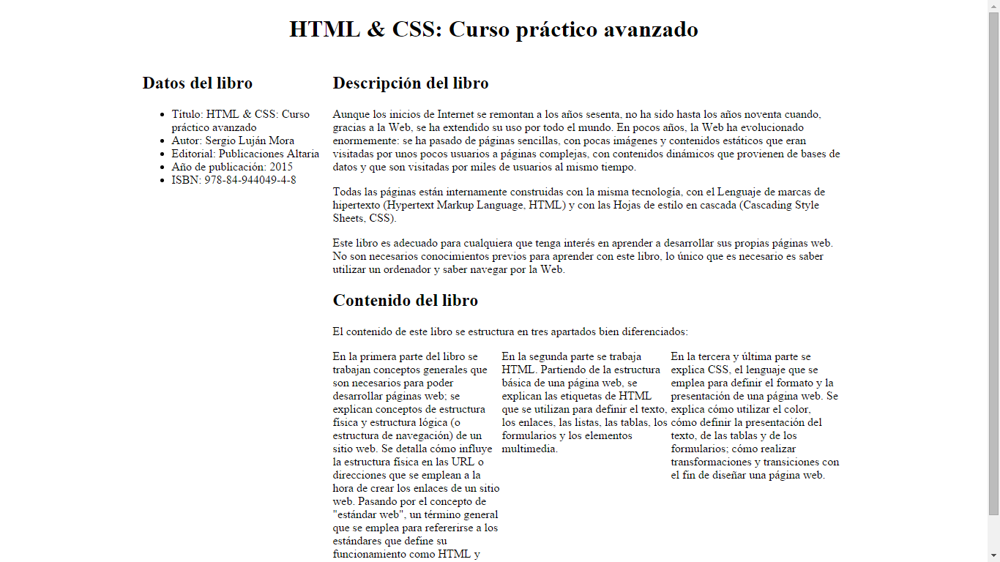 HTML & CSS: Curso práctico avanzado
Datos del libro
Título: HTML & CSS: Curso
práctico avanzado
Autor: Sergio Luján Mora
Editorial: Publicaciones Altaria
Año de publicación: 2015
ISBN: 978-84-944049-4-8
Descripción del libro
Aunque los inicios de Internet se remontan a los años sesenta, no ha sido hasta los años noventa cuando,
gracias a la Web, se ha extendido su uso por todo el mundo. En pocos años, la Web ha evolucionado
enormemente: se ha pasado de páginas sencillas, con pocas imágenes y contenidos estáticos que eran
visitadas por unos pocos usuarios a páginas complejas, con contenidos dinámicos que provienen de bases de
datos y que son visitadas por miles de usuarios al mismo tiempo.
Todas las páginas están internamente construidas con la misma tecnología, con el Lenguaje de marcas de
hipertexto (Hypertext Markup Language, HTML) y con las Hojas de estilo en cascada (Cascading Style
Sheets, CSS).
Este libro es adecuado para cualquiera que tenga interés en aprender a desarrollar sus propias páginas web.
No son necesarios conocimientos previos para aprender con este libro, lo único que es necesario es saber
utilizar un ordenador y saber navegar por la Web.
Contenido del libro
El contenido de este libro se estructura en tres apartados bien diferenciados:
En la primera parte del libro se
trabajan conceptos generales que
son necesarios para poder
desarrollar páginas web; se
explican conceptos de estructura
física y estructura lógica (o
estructura de navegación) de un
sitio web. Se detalla cómo influye
la estructura física en las URL o
direcciones que se emplean a la
hora de crear los enlaces de un sitio
web. Pasando por el concepto de
"estándar web", un término general
que se emplea para refererirse a los
estándares que define su
funcionamiento como HTML y
En la segunda parte se trabaja
HTML. Partiendo de la estructura
básica de una página web, se
explican las etiquetas de HTML
que se utilizan para definir el texto,
los enlaces, las listas, las tablas, los
formularios y los elementos
multimedia.
En la tercera y última parte se
explica CSS, el lenguaje que se
emplea para definir el formato y la
presentación de una página web. Se
explica cómo utilizar el color,
cómo definir la presentación del
texto, de las tablas y de los
formularios; cómo realizar
transformaciones y transiciones con
el fin de diseñar una página web.